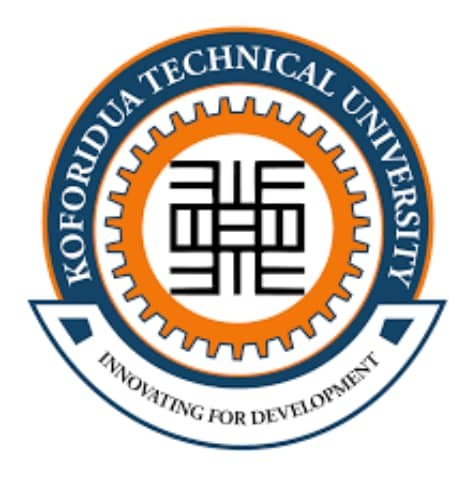 KOFORIDUA TECHNICAL UNIVERSITY
INNOVATING FOR DEVELOPMENT